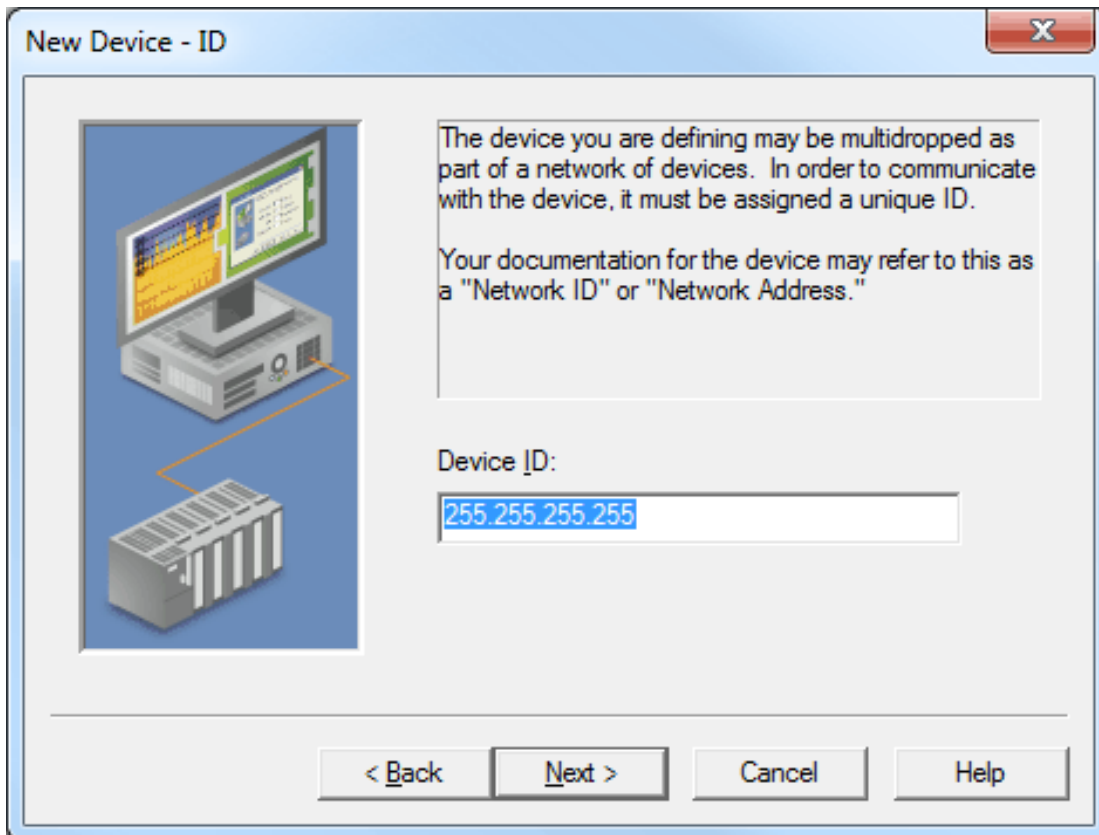 New Device - ID
The device you are defining may be multidropped as
part of a network of devices.  In order to communicate
with the device, it must be assigned a unique ID.
Your documentation for the device may refer to this as
a "Network ID" or "Network Address."
Device ID:
255.255.255.255
< Back
Next >
Cancel
Help